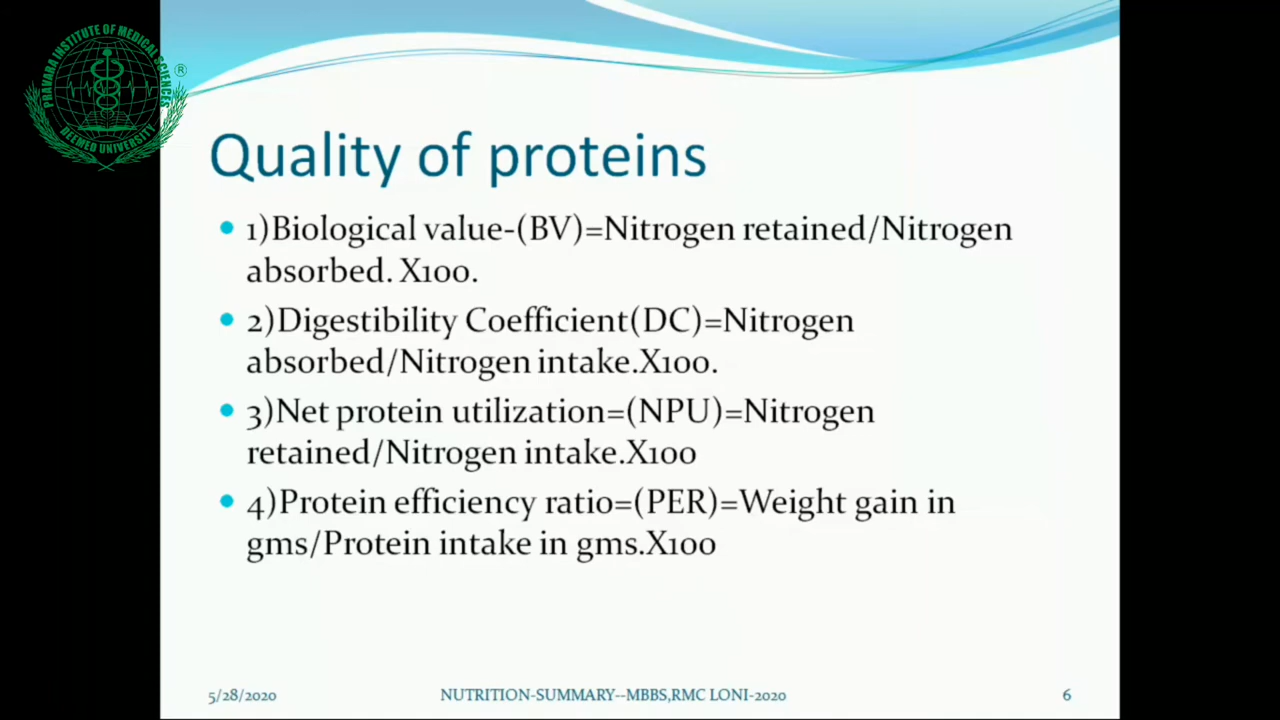 PRAVARA INSTITUTE OF MEDICAL SCIENCES
DEEMED UNIVERSITY
®
Quality of proteins
1)Biological value-(BV)=Nitrogen retained/Nitrogen
absorbed. X100.
2)Digestibility Coefficient(DC)=Nitrogen
absorbed/Nitrogen intake.X100.
3)Net protein utilization=(NPU)=Nitrogen
retained/Nitrogen intake.X100
4)Protein efficiency ratio=(PER)=Weight gain in
gms/Protein intake in gms.X100
5/28/2020
NUTRITION-SUMMARY--MBBS,RMC LONI-2020
6